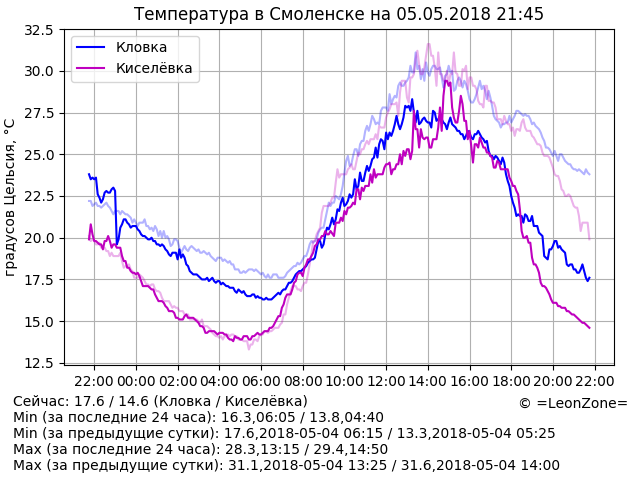 Температура в Смоленске на 05.05.2018 21:45
градусов Цельсия, °C
32.5
30.0
27.5
25.0
22.5
20.0
17.5
15.0
12.5
Кловка
Киселёвка
22:00 00:00 02:00 04:00 06:00 08:00 10:00 12:00 14:00 16:00 18:00 20:00 22:00
Сейчас: 17.6 / 14.6 (Кловка / Киселёвка)
© =LeonZone=
Min (за последние 24 часа): 16.3,06:05 / 13.8,04:40
Min (за предыдущие сутки): 17.6,2018-05-04 06:15 / 13.3,2018-05-04 05:25
Max (за последние 24 часа): 28.3,13:15 / 29.4,14:50
Max (за предыдущие сутки): 31.1,2018-05-04 13:25 / 31.6,2018-05-04 14:00